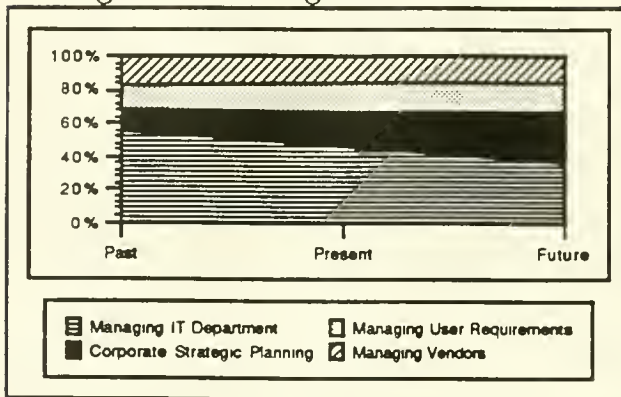 100%
80%
60%
40%
20%
0%
Past Present Future
Managing IT Department Managing User Requirements
Corporate Strategic Planning Managing Vendors